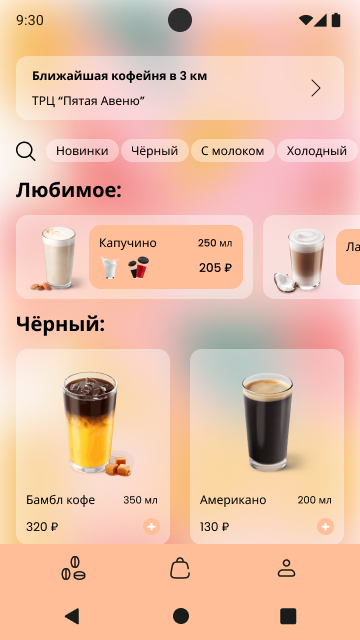 9:30
Ближайшая кофейня в 3 км
ТРЦ “Пятая Авеню”
Новинки Чёрный С молоком Холодный
Любимое:
Капучино 250 мл
205 ₽
Ла
Чёрный:
Бамбл кофе 350 мл
320 ₽
Американо 200 мл
130 ₽